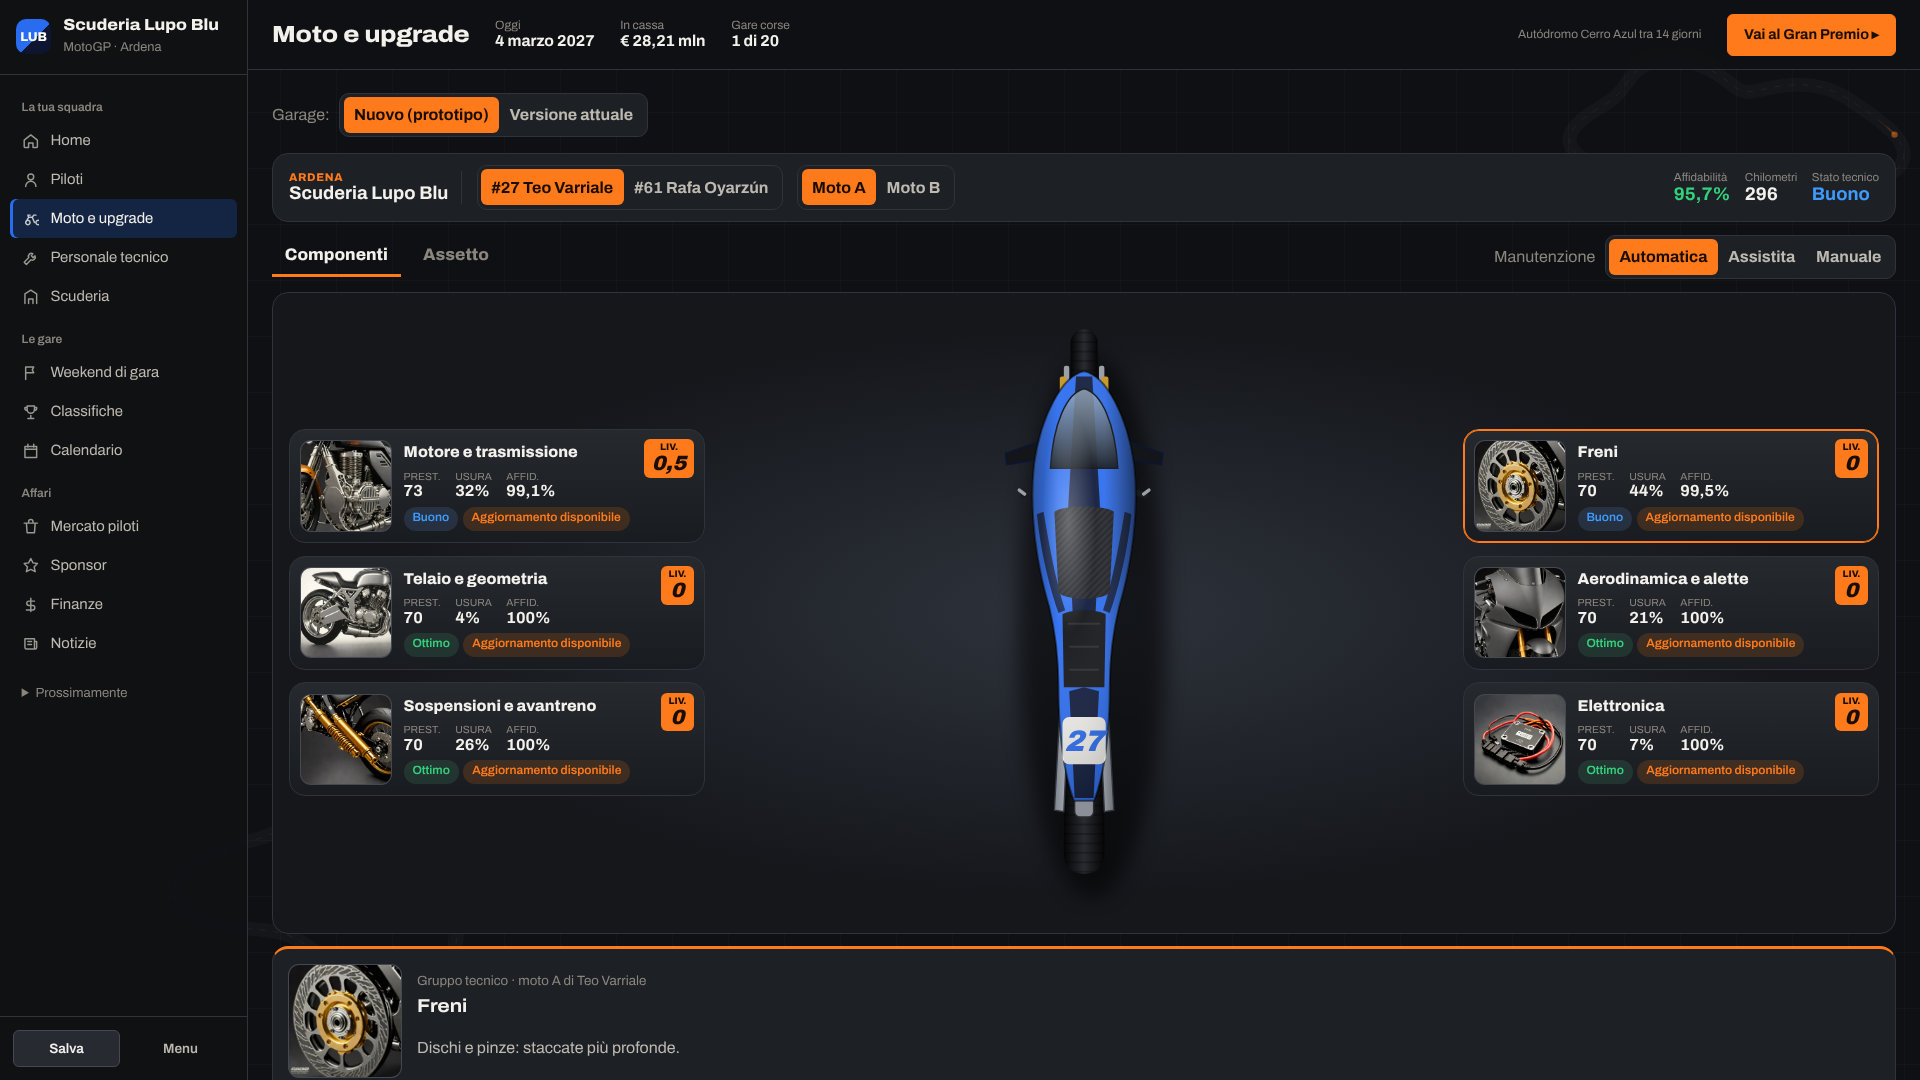 LUB
Scuderia Lupo Blu
MotoGP · Ardena
La tua squadra
Home
Piloti
Moto e upgrade
Personale tecnico
Scuderia
Le gare
Weekend di gara
Classifiche
Calendario
Affari
Mercato piloti
Sponsor
Finanze
Notizie
Prossimamente
Salva
Menu
Moto e upgrade
Oggi
4 marzo 2027
In cassa
€ 28,21 mln
Gare corse
1 di 20
Autódromo Cerro Azul tra 14 giorni
Vai al Gran Premio ▸
Garage:
Nuovo (prototipo)
Versione attuale
ARDENA
Scuderia Lupo Blu
#27 Teo Varriale
#61 Rafa Oyarzún
Moto A
Moto B
Affidabilità
95,7%
Chilometri
296
Stato tecnico
Buono
Componenti
Assetto
Manutenzione
Automatica
Assistita
Manuale
Motore e trasmissione
LIV.
0,5
PREST. USURA AFFID.
73 32% 99,1%
Buono Aggiornamento disponibile
Telaio e geometria
LIV.
0
PREST. USURA AFFID.
70 4% 100%
Ottimo Aggiornamento disponibile
Sospensioni e avantreno
LIV.
0
PREST. USURA AFFID.
70 26% 100%
Ottimo Aggiornamento disponibile
27
Freni
LIV.
0
PREST. USURA AFFID.
70 44% 99,5%
Buono Aggiornamento disponibile
Aerodinamica e alette
LIV.
0
PREST. USURA AFFID.
70 21% 100%
Ottimo Aggiornamento disponibile
Elettronica
LIV.
0
PREST. USURA AFFID.
70 7% 100%
Ottimo Aggiornamento disponibile
Gruppo tecnico · moto A di Teo Varriale
Freni
Dischi e pinze: staccate più profonde.